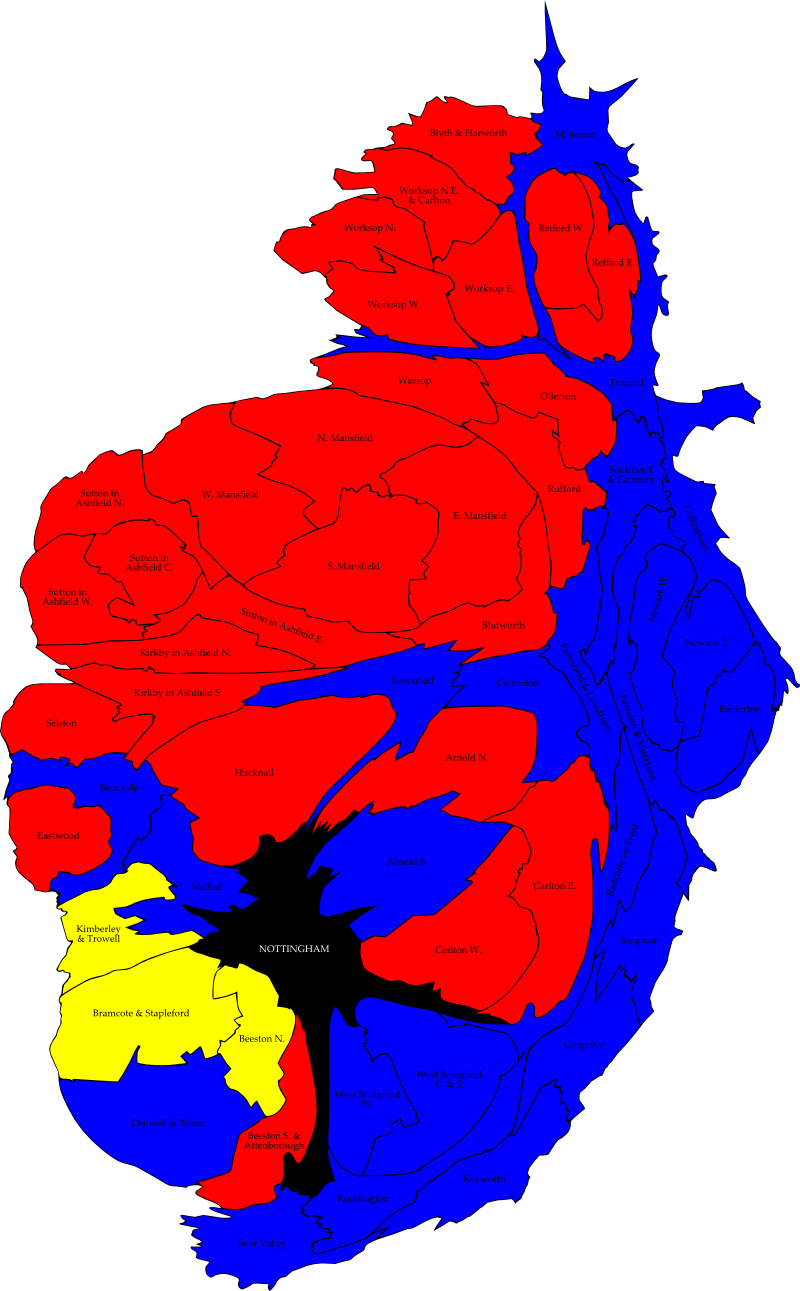 Misterton
Blyth & Harworth
Worksop N.E.
& Carlton
Worksop N.
Retford W.
Retford E.
Worksop E.
Worksop W.
Warsop
Tuxford
Ollerton
N. Mansfield
Southwell
& Caunton
Rufford
Sutton in
Ashfield N.
W. Mansfield
E. Mansfield
Collingham
Sutton in
Ashfield C.
S. Mansfield
Sutton in
Ashfield W.
Newark W.
Sutton in Ashfield E.
Blidworth
Newark E.
Kirkby in Ashfield N.
Newstead
Calverton
Farnsfield & Lowdham
Kirkby in Ashfield S.
Balderton
Selston
Farndon & Muskham
Arnold N.
Hucknall
Beauvale
Eastwood
Arnold S.
Radcliffe on Trent
Nuthall
Carlton E.
Kimberley
& Trowell
Bingham
NOTTINGHAM
Carlton W.
Bramcote & Stapleford
Beeston N.
Cotgrave
West Bridgford
C. & S.
West Bridgford
W.
Chilwell & Toton
Beeston S. &
Attenborough
Keyworth
Ruddington
Soar Valley